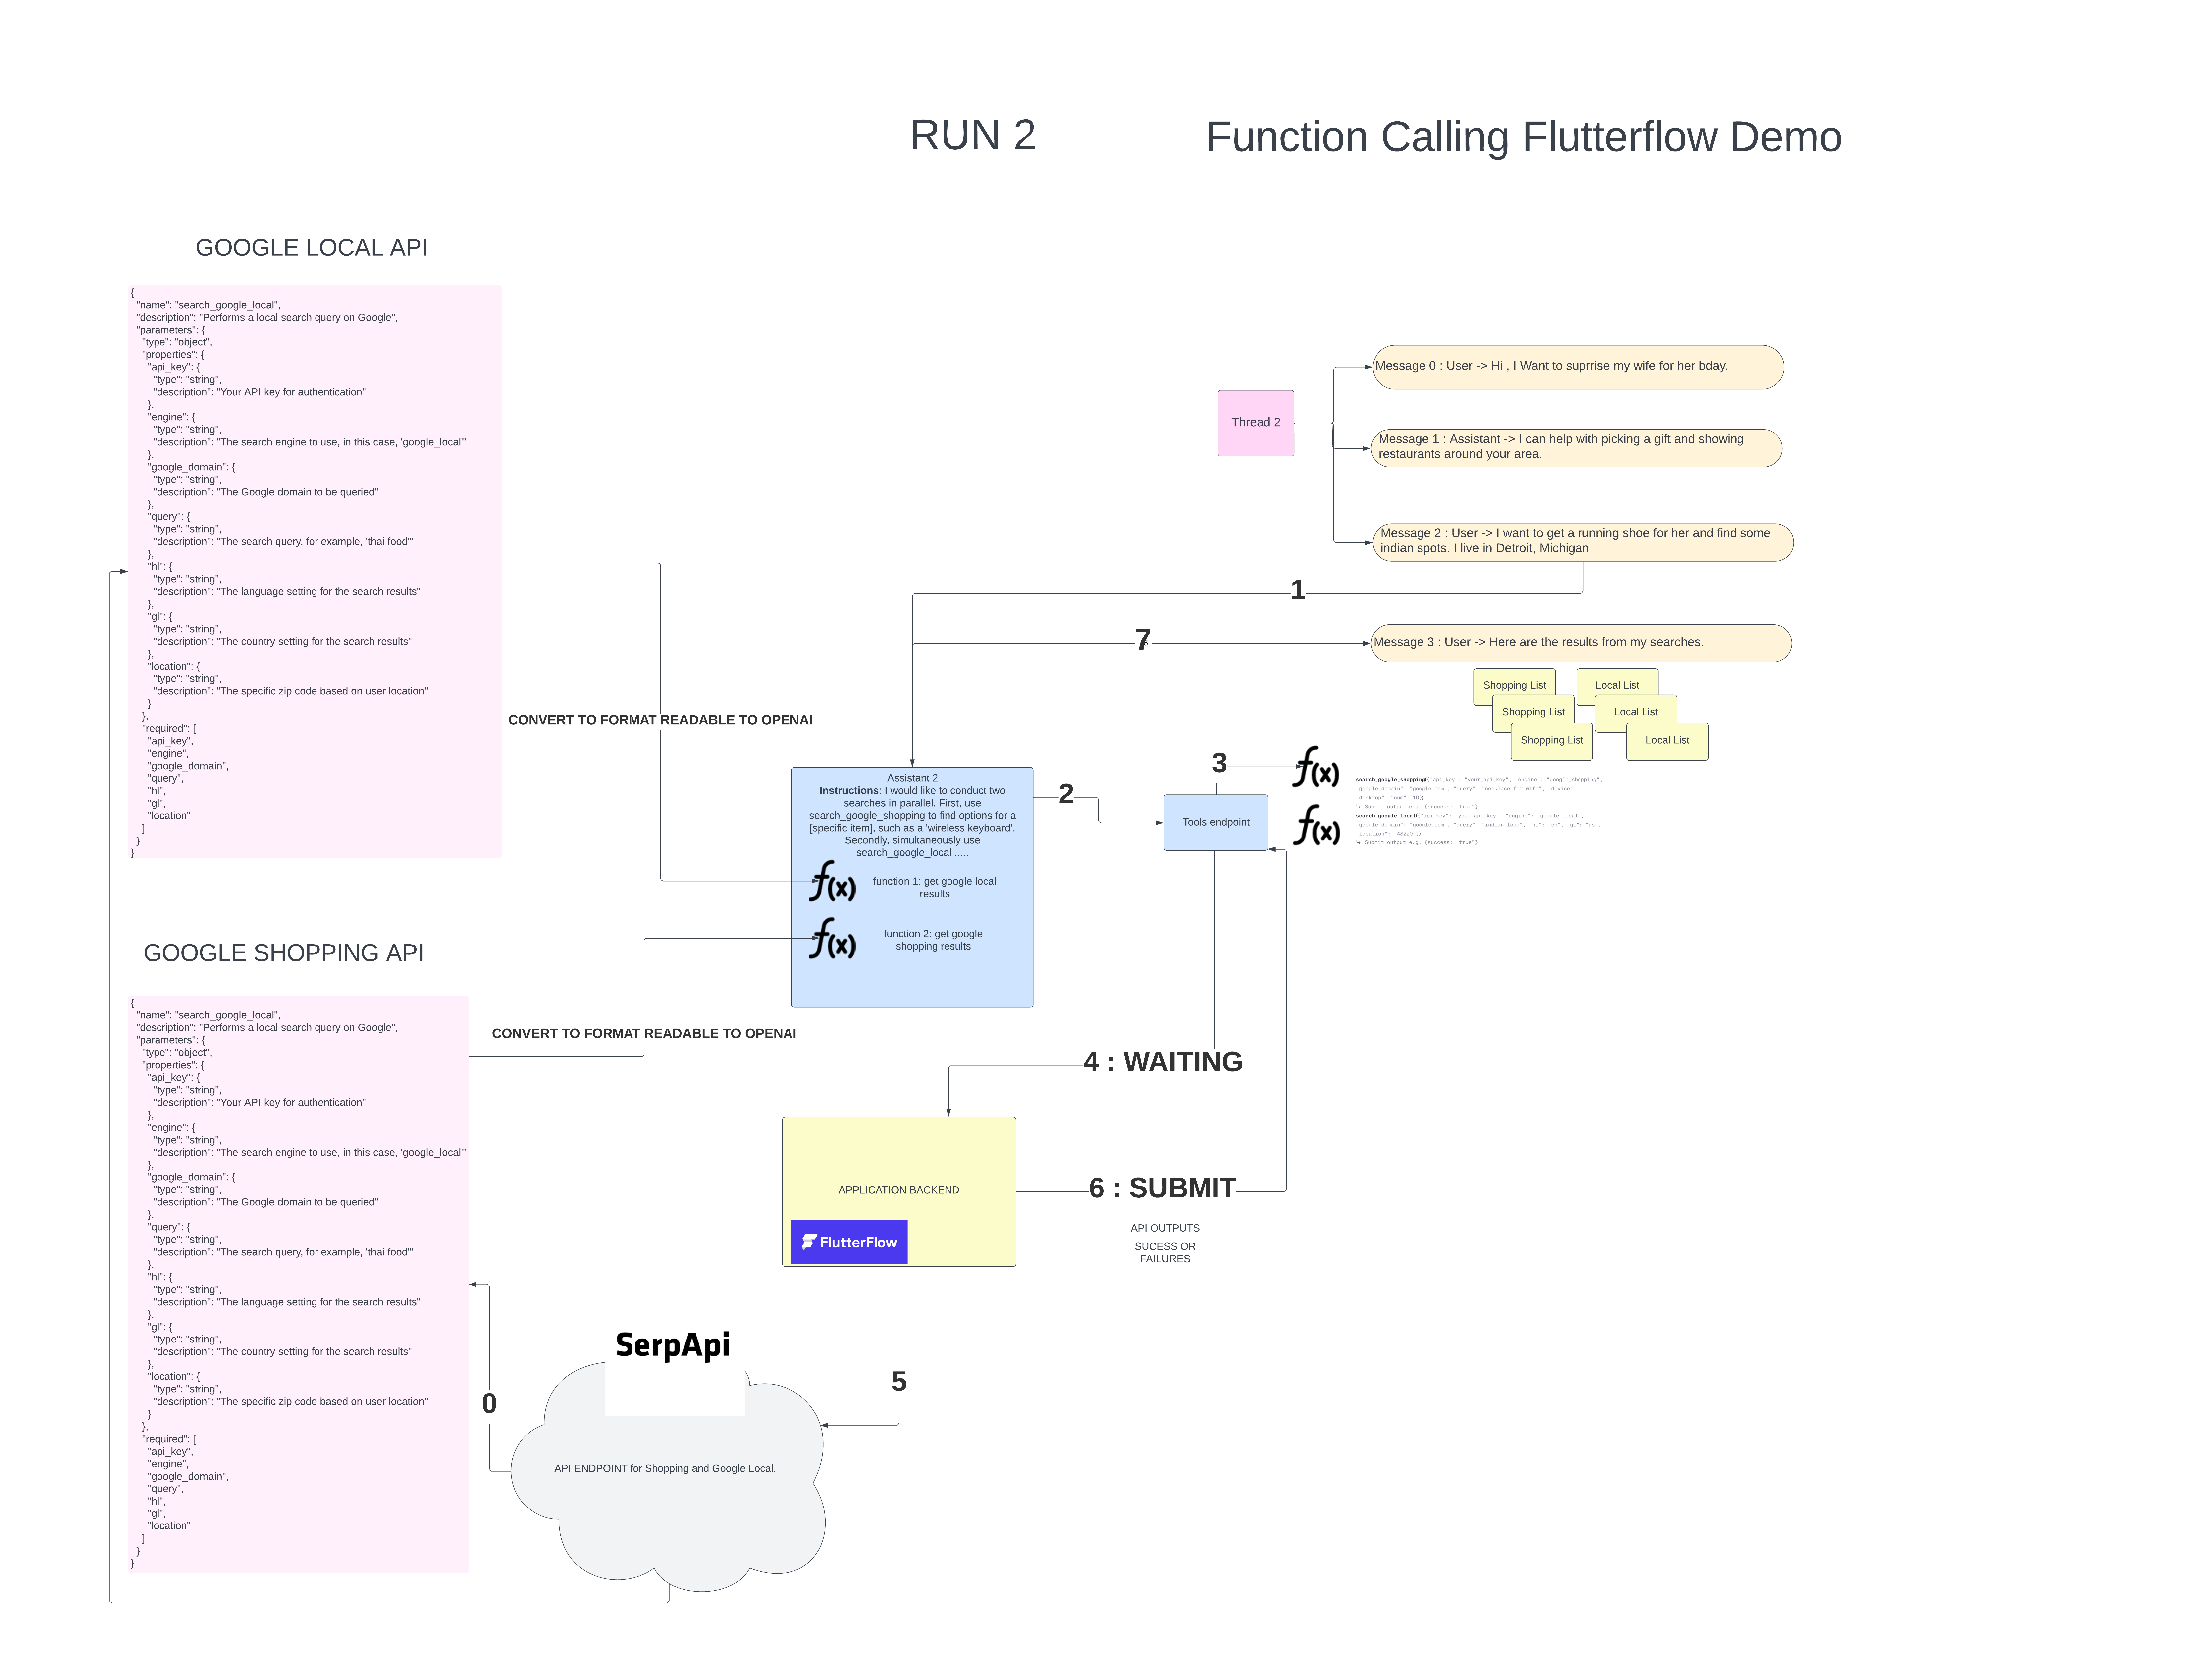 RUN 2
Function Calling Flutterflow Demo
GOOGLE LOCAL API
{
"name": "search_google_local",
"description": "Performs a local search query on Google",
"parameters": {
"type": "object",
"properties": {
"api_key": {
"type": "string",
"description": "Your API key for authentication"
},
"engine": {
"type": "string",
"description": "The search engine to use, in this case, 'google_local'"
},
"google_domain": {
"type": "string",
"description": "The Google domain to be queried"
},
"query": {
"type": "string",
"description": "The search query, for example, 'thai food'"
},
"hl": {
"type": "string",
"description": "The language setting for the search results"
},
"gl": {
"type": "string",
"description": "The country setting for the search results"
},
"location": {
"type": "string",
"description": "The specific zip code based on user location"
}
},
"required": [
"api_key",
"engine",
"google_domain",
"query",
"hl",
"gl",
"location"
]
}
}
CONVERT TO FORMAT READABLE TO OPENAI
Thread 2
Message 0 : User -> Hi , I Want to suprrise my wife for her bday.
Message 1 : Assistant -> I can help with picking a gift and showing
restaurants around your area.
Message 2 : User -> I want to get a running shoe for her and find some
indian spots. I live in Detroit, Michigan
1
7
Message 3 : User -> Here are the results from my searches.
Shopping List
Shopping List
Shopping List
Local List
Local List
Local List
Assistant 2
Instructions: I would like to conduct two
searches in parallel. First, use
search_google_shopping to find options for a
[specific item], such as a 'wireless keyboard'.
Secondly, simultaneously use
search_google_local .....
f(x)
function 1: get google local
results
f(x)
function 2: get google
shopping results
2
Tools endpoint
3
f(x)
f(x)
search_google_shopping({"api_key": "your_api_key", "engine": "google_shopping",
"google_domain": "google.com", "query": "necklace for wife", "device":
"desktop", "num": 10})
↳ Submit output e.g. {success: "true"}
search_google_local({"api_key": "your_api_key", "engine": "google_local",
"google_domain": "google.com", "query": "indian food", "hl": "en", "gl": "us",
↳ Submit output e.g. {success: "true"}
GOOGLE SHOPPING API
{
"name": "search_google_local",
"description": "Performs a local search query on Google",
"parameters": {
"type": "object",
"properties": {
"api_key": {
"type": "string",
"description": "Your API key for authentication"
},
"engine": {
"type": "string",
"description": "The search engine to use, in this case, 'google_local'"
},
"google_domain": {
"type": "string",
"description": "The Google domain to be queried"
},
"query": {
"type": "string",
"description": "The search query, for example, 'thai food'"
},
"hl": {
"type": "string",
"description": "The language setting for the search results"
},
"gl": {
"type": "string",
"description": "The country setting for the search results"
},
"location": {
"type": "string",
"description": "The specific zip code based on user location"
}
},
"required": [
"api_key",
"engine",
"google_domain",
"query",
"hl",
"gl",
"location"
]
}
}
CONVERT TO FORMAT READABLE TO OPENAI
4 : WAITING
APPLICATION BACKEND
FlutterFlow
6 : SUBMIT
API OUTPUTS
SUCESS OR
FAILURES
5
0
SerpApi
API ENDPOINT for Shopping and Google Local.